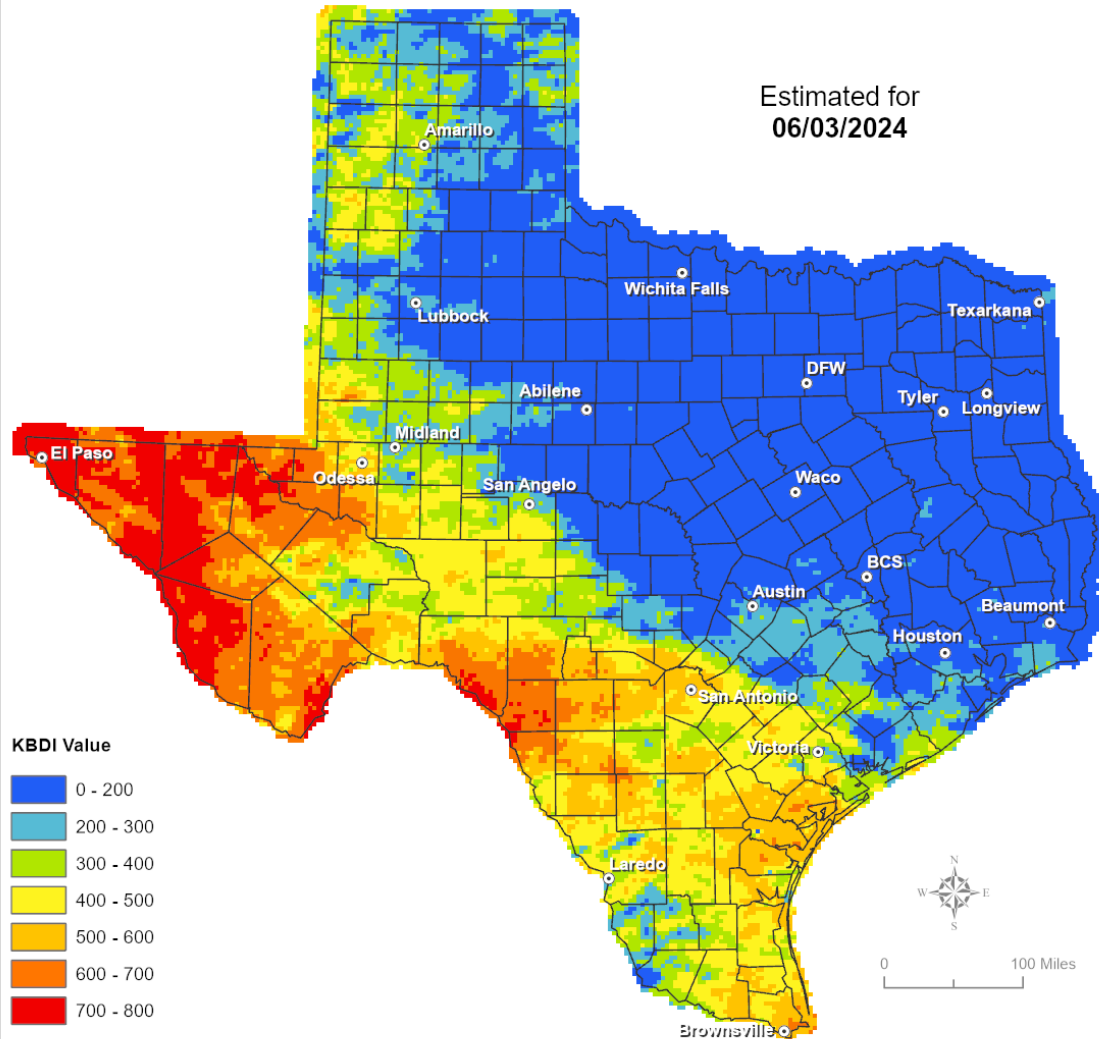 Estimated for
06/03/2024
Amarillo
Wichita Falls
Lubbock
Texarkana
DFW
Abilene
Tyler
Longview
Midland
El Paso
Odessa
San Angelo
Waco
BCS
Austin
Beaumont
Houston
San Antonio
Victoria
Laredo
Brownsville
KBDI Value
0 - 200
200 - 300
300 - 400
400 - 500
500 - 600
600 - 700
700 - 800
N
W
E
S
0
100 Miles